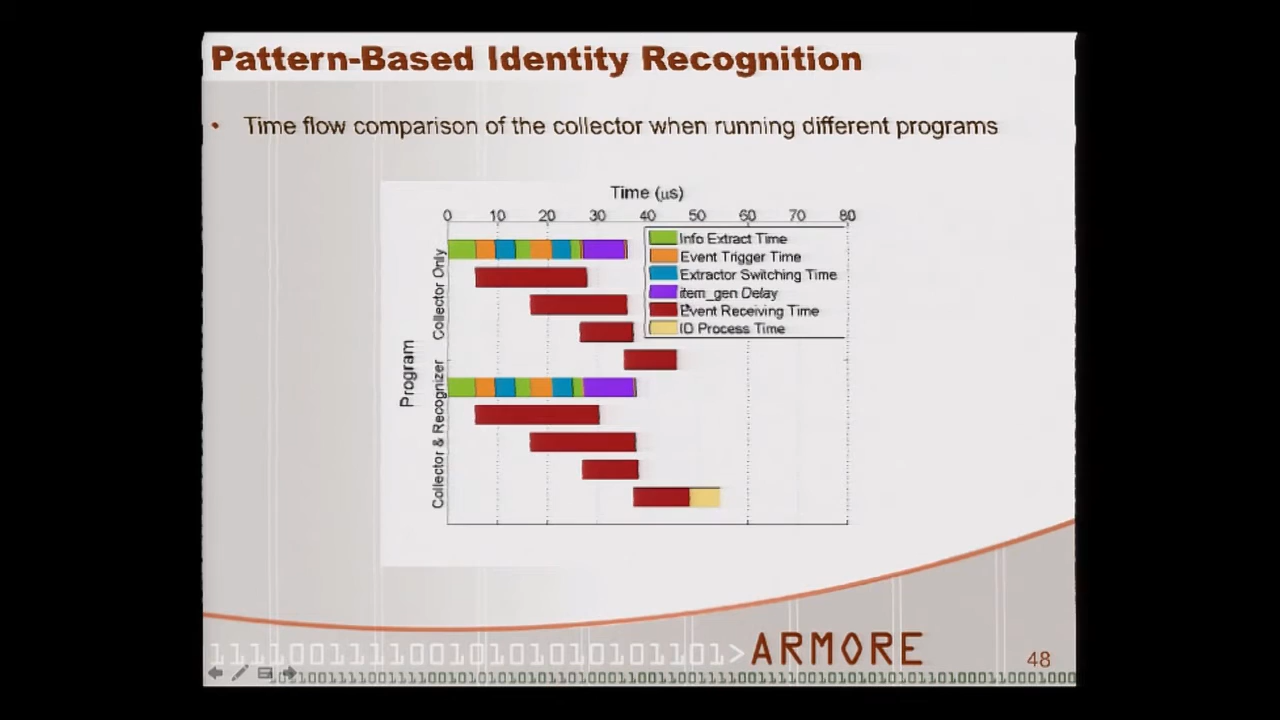 Pattern-Based Identity Recognition
• Time flow comparison of the collector when running different programs
Time (μs)
0 10 20 30 40 50 60 70 80
Info Extract Time
Event Trigger Time
Extractor Switching Time
item_gen Delay
Event Receiving Time
ID Process Time
Program
Collector Only
Collector & Recognizer
ARMORE
48